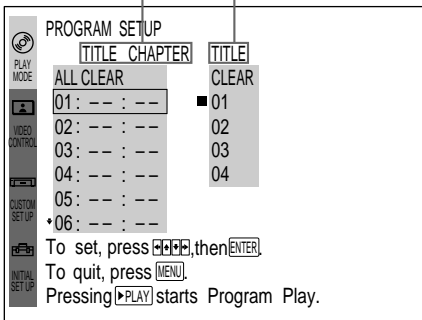 PROGRAM SETUP
TITLE CHAPTER
TITLE
PLAY
MODE
ALL CLEAR
CLEAR
01: –– : ––
01
VIDEO
CONTROL
02: –– : ––
02
03: –– : ––
03
04: –– : ––
04
CUSTOM
SET UP
05: –– : ––
06: –– : ––
INITIAL
SET UP
To set, press ,then ENTER.
To quit, press MENU.
Pressing PLAY starts Program Play.